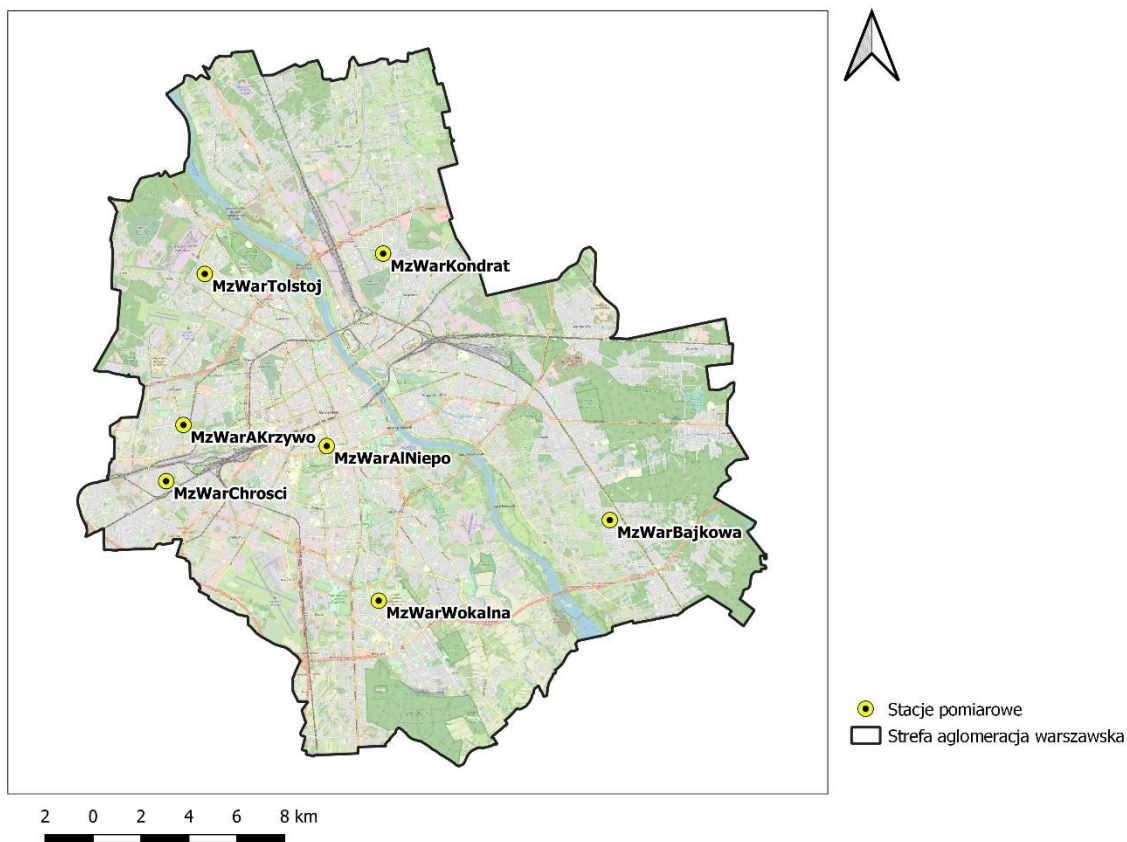 MzWarKondrat
MzWarTolstoj
MzWarAKrzywo
MzWarAlNiepo
MzWarChrosci
MzWarBajkowa
MzWarWokalna
Stacje pomiarowe
Strefa aglomeracja warszawska
2 0 2 4 6 8 km